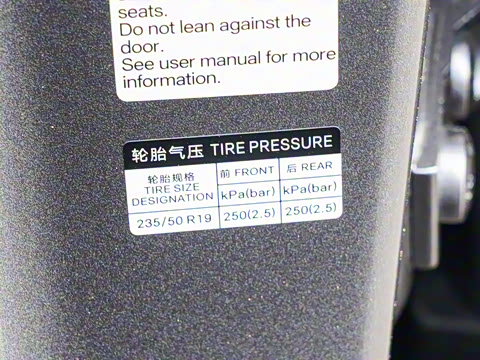 seats.
Do not lean against the
door.
See user manual for more
information.
轮胎气压 TIRE PRESSURE
轮胎规格
TIRE SIZE
DESIGNATION
前 FRONT
后 REAR
kPa(bar)
kPa(bar)
235/50 R19
250(2.5)
250(2.5)